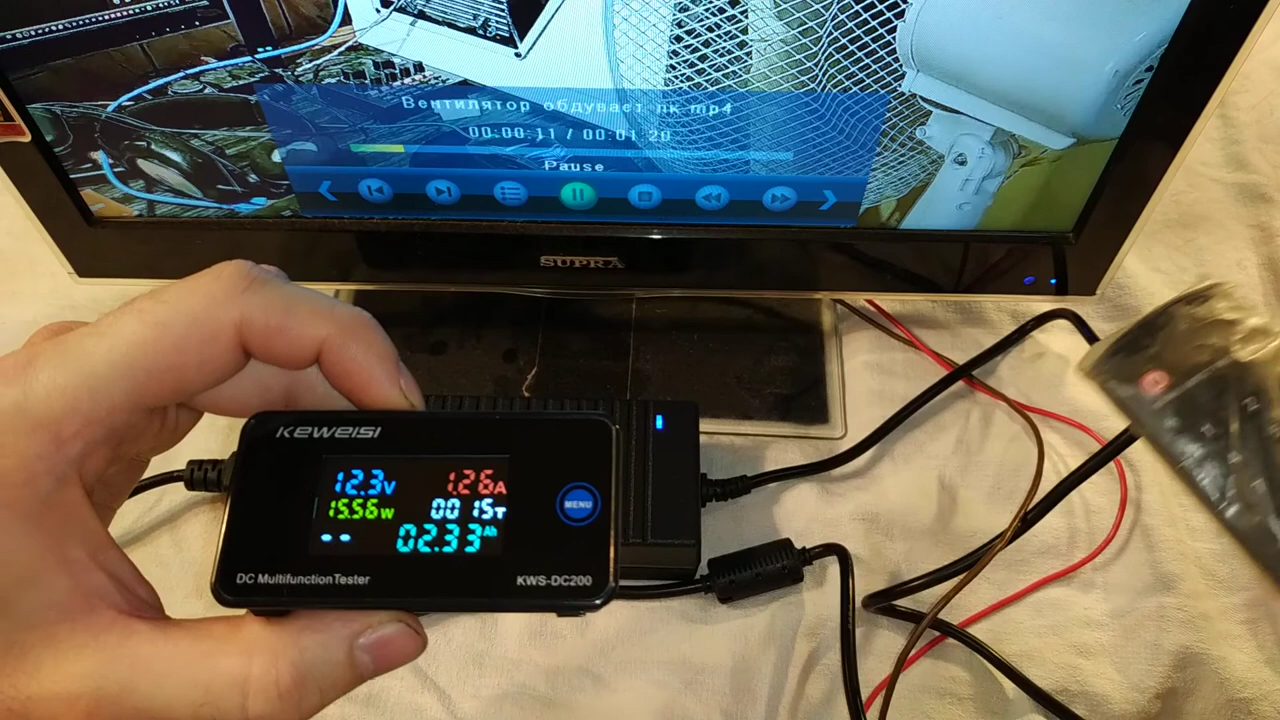 Вентилятор обдувает пк.mp4
00:00:11 / 00:01:20
Pause
SUPRA
KEWEISI
12.3V 1.26A
15.56W 00 15T
-- 02.33Ah
MENU
DC MultifunctionTester KWS-DC200